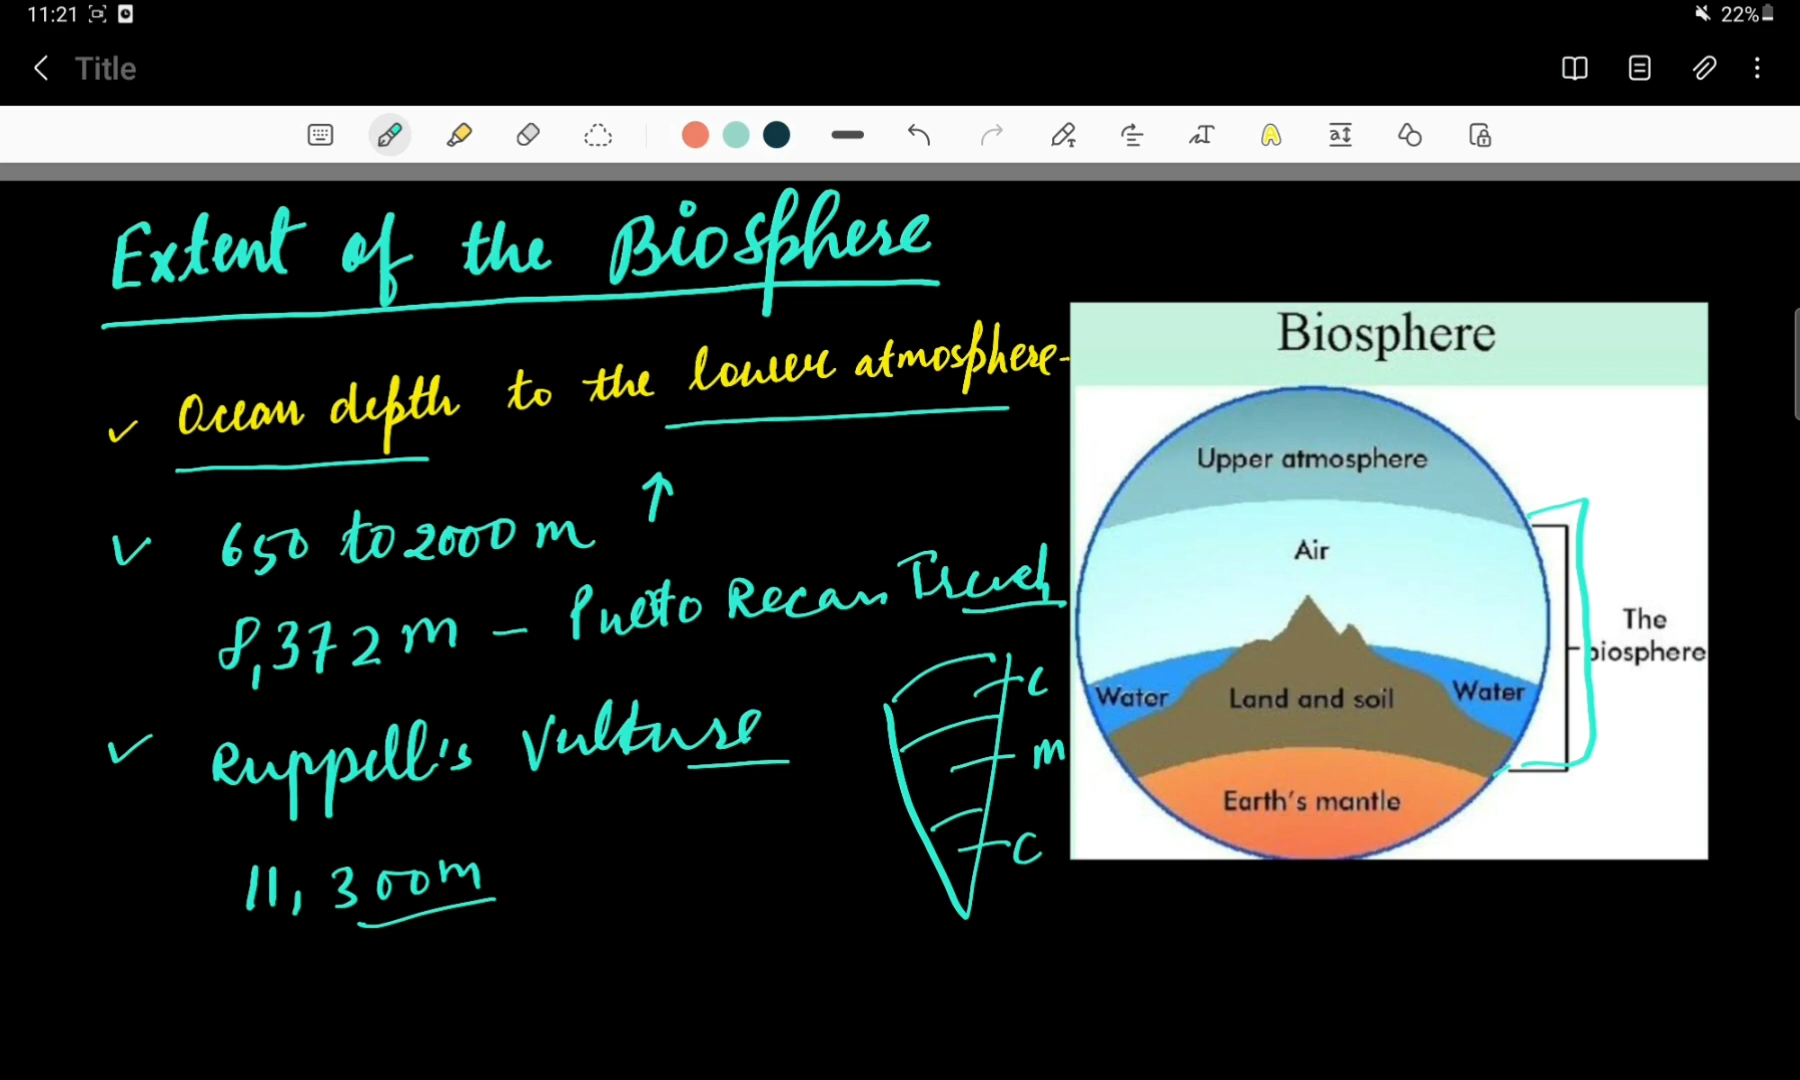 11:21
22%
Title
Extent of the Biosphere
Ocean depth to the lower atmosphere-
650 to 2000 m ↑
8,372 m - Pueto Recan Trench
Ruppell's Vulture
11, 300m
c
m
c
Biosphere
Upper atmosphere
Air
The
biosphere
Water
Land and soil
Water
Earth's mantle